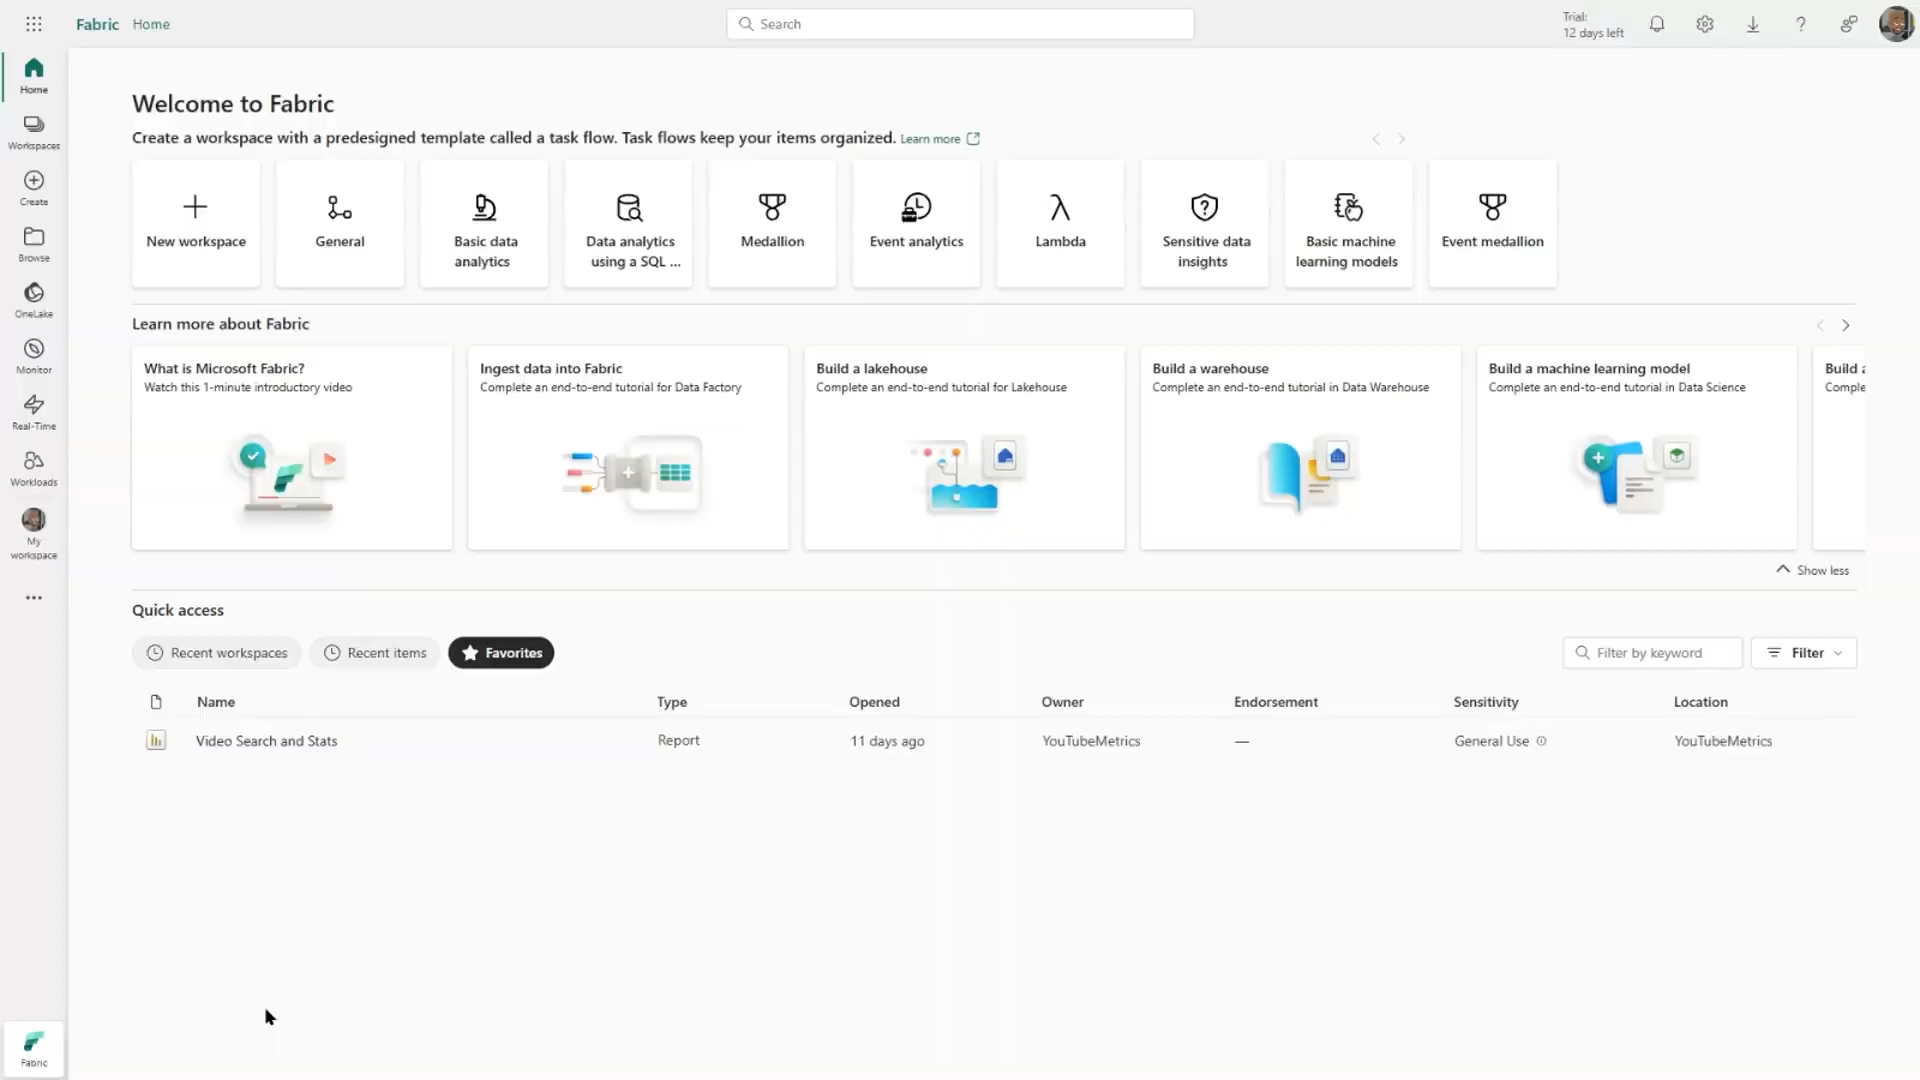 Fabric Home
Search
Trial:
12 days left
Home
Workspaces
Create
Browse
OneLake
Monitor
Real-Time
Workloads
My
workspace
Fabric
Welcome to Fabric
Create a workspace with a predesigned template called a task flow. Task flows keep your items organized. Learn more
New workspace
General
Basic data
analytics
Data analytics
using a SQL ...
Medallion
Event analytics
Lambda
Sensitive data
insights
Basic machine
learning models
Event medallion
Learn more about Fabric
What is Microsoft Fabric?
Watch this 1-minute introductory video
Ingest data into Fabric
Complete an end-to-end tutorial for Data Factory
Build a lakehouse
Complete an end-to-end tutorial for Lakehouse
Build a warehouse
Complete an end-to-end tutorial in Data Warehouse
Build a machine learning model
Complete an end-to-end tutorial in Data Science
Build
Comple
Show less
Quick access
Recent workspaces
Recent items
Favorites
Filter by keyword
Filter
Name Type Opened Owner Endorsement Sensitivity Location
Video Search and Stats Report 11 days ago YouTubeMetrics — General Use YouTubeMetrics